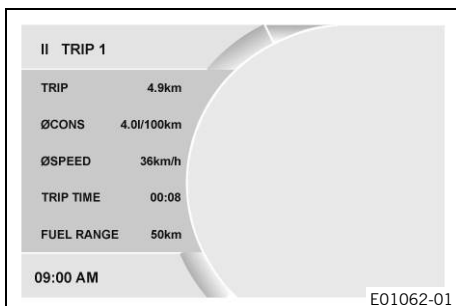 II TRIP 1
TRIP 4.9km
ØCONS 4.0l/100km
ØSPEED 36km/h
TRIP TIME 00:08
FUEL RANGE 50km
09:00 AM
E01062-01